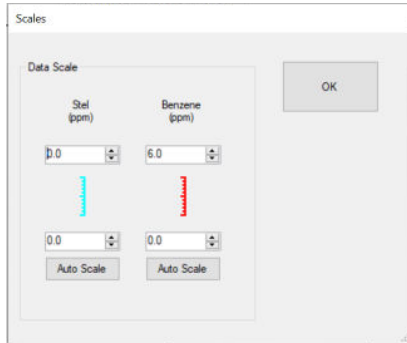 Scales
Data Scale
OK
Stel
(ppm)
Benzene
(ppm)
0.0
6.0
0.0
0.0
Auto Scale
Auto Scale